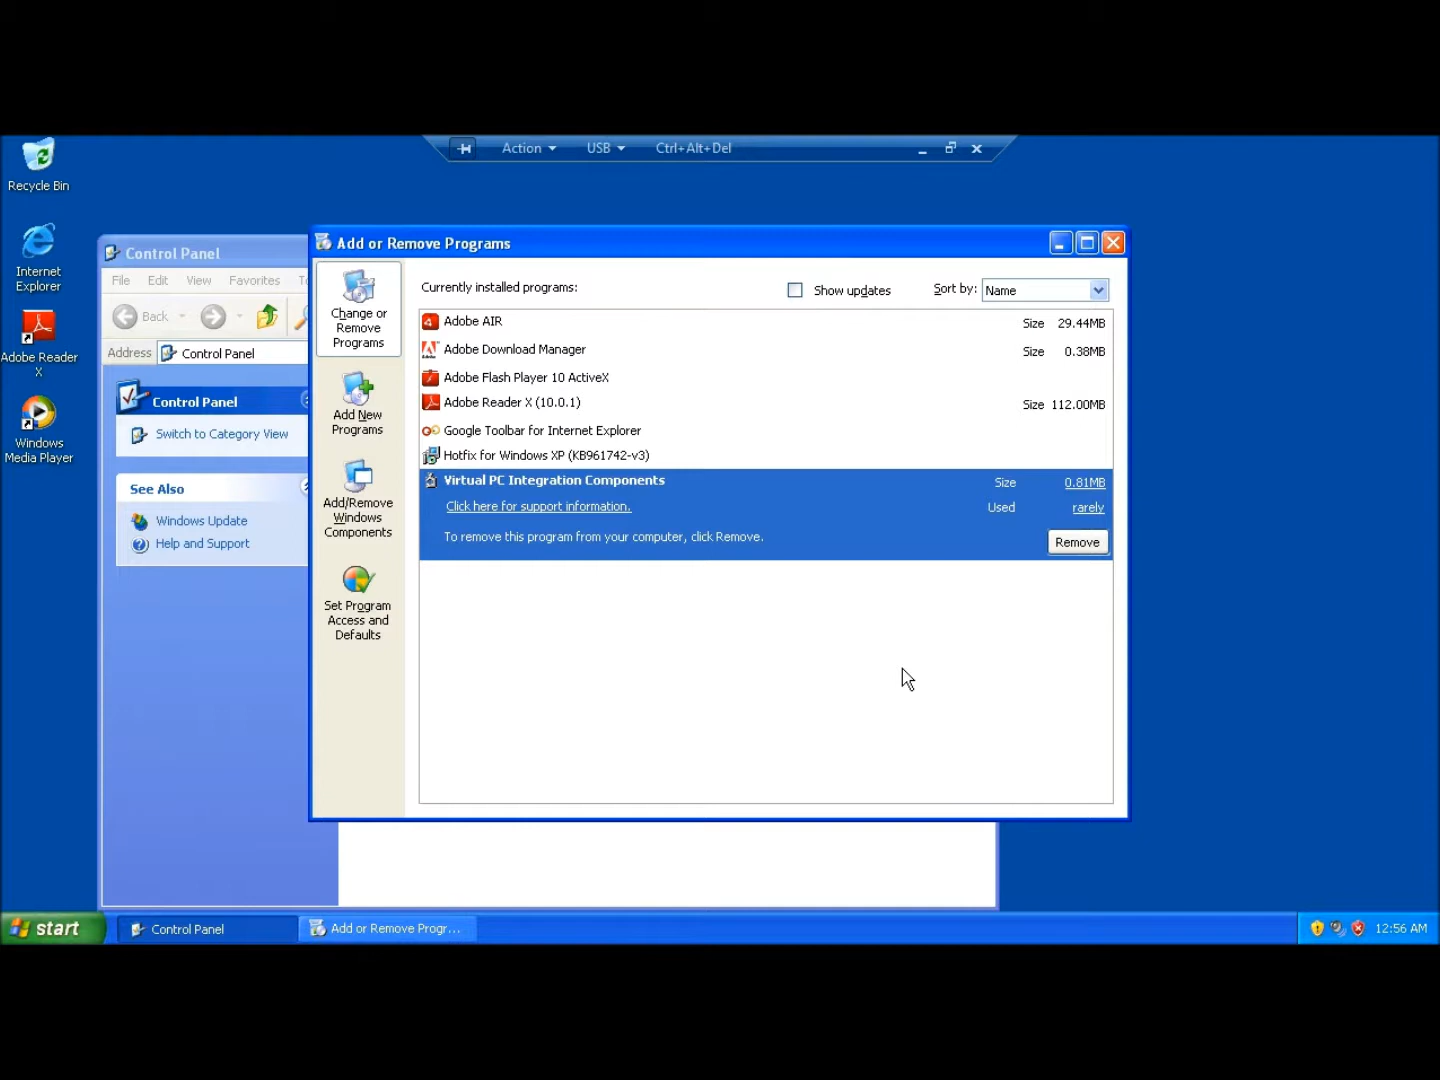 Action
USB
Ctrl+Alt+Del
Recycle Bin
Internet
Explorer
Adobe Reader
X
Windows
Media Player
Control Panel
File Edit View Favorites
Back
Address Control Panel
Control Panel
Switch to Category View
See Also
Windows Update
Help and Support
Add or Remove Programs
Change or
Remove
Programs
Add New
Programs
Add/Remove
Windows
Components
Set Program
Access and
Defaults
Currently installed programs:
Show updates
Sort by: Name
Adobe AIR Size 29.44MB
Adobe Download Manager Size 0.38MB
Adobe Flash Player 10 ActiveX
Adobe Reader X (10.0.1) Size 112.00MB
Google Toolbar for Internet Explorer
Hotfix for Windows XP (KB961742-v3)
Virtual PC Integration Components Size 0.81MB
Click here for support information. Used rarely
To remove this program from your computer, click Remove. Remove
start Control Panel Add or Remove Progr... 12:56 AM